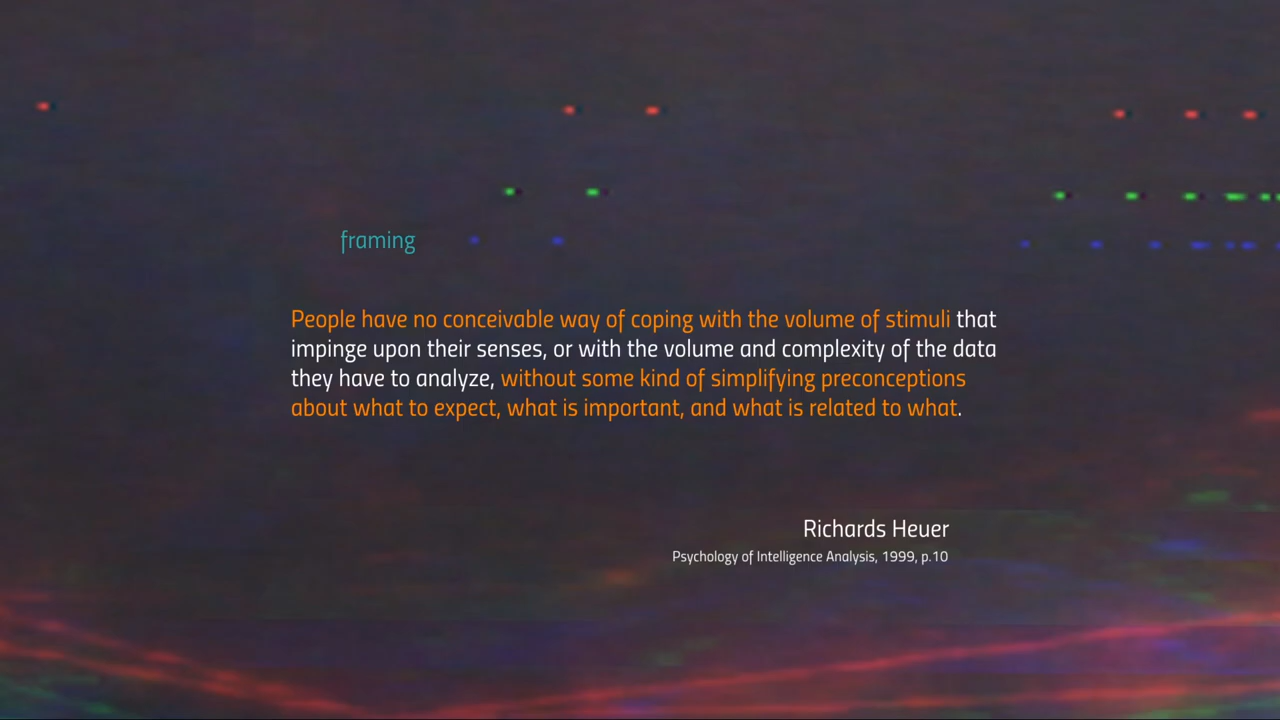 framing
People have no conceivable way of coping with the volume of stimuli that
impinge upon their senses, or with the volume and complexity of the data
they have to analyze, without some kind of simplifying preconceptions
about what to expect, what is important, and what is related to what.
Richards Heuer
Psychology of Intelligence Analysis, 1999, p.10